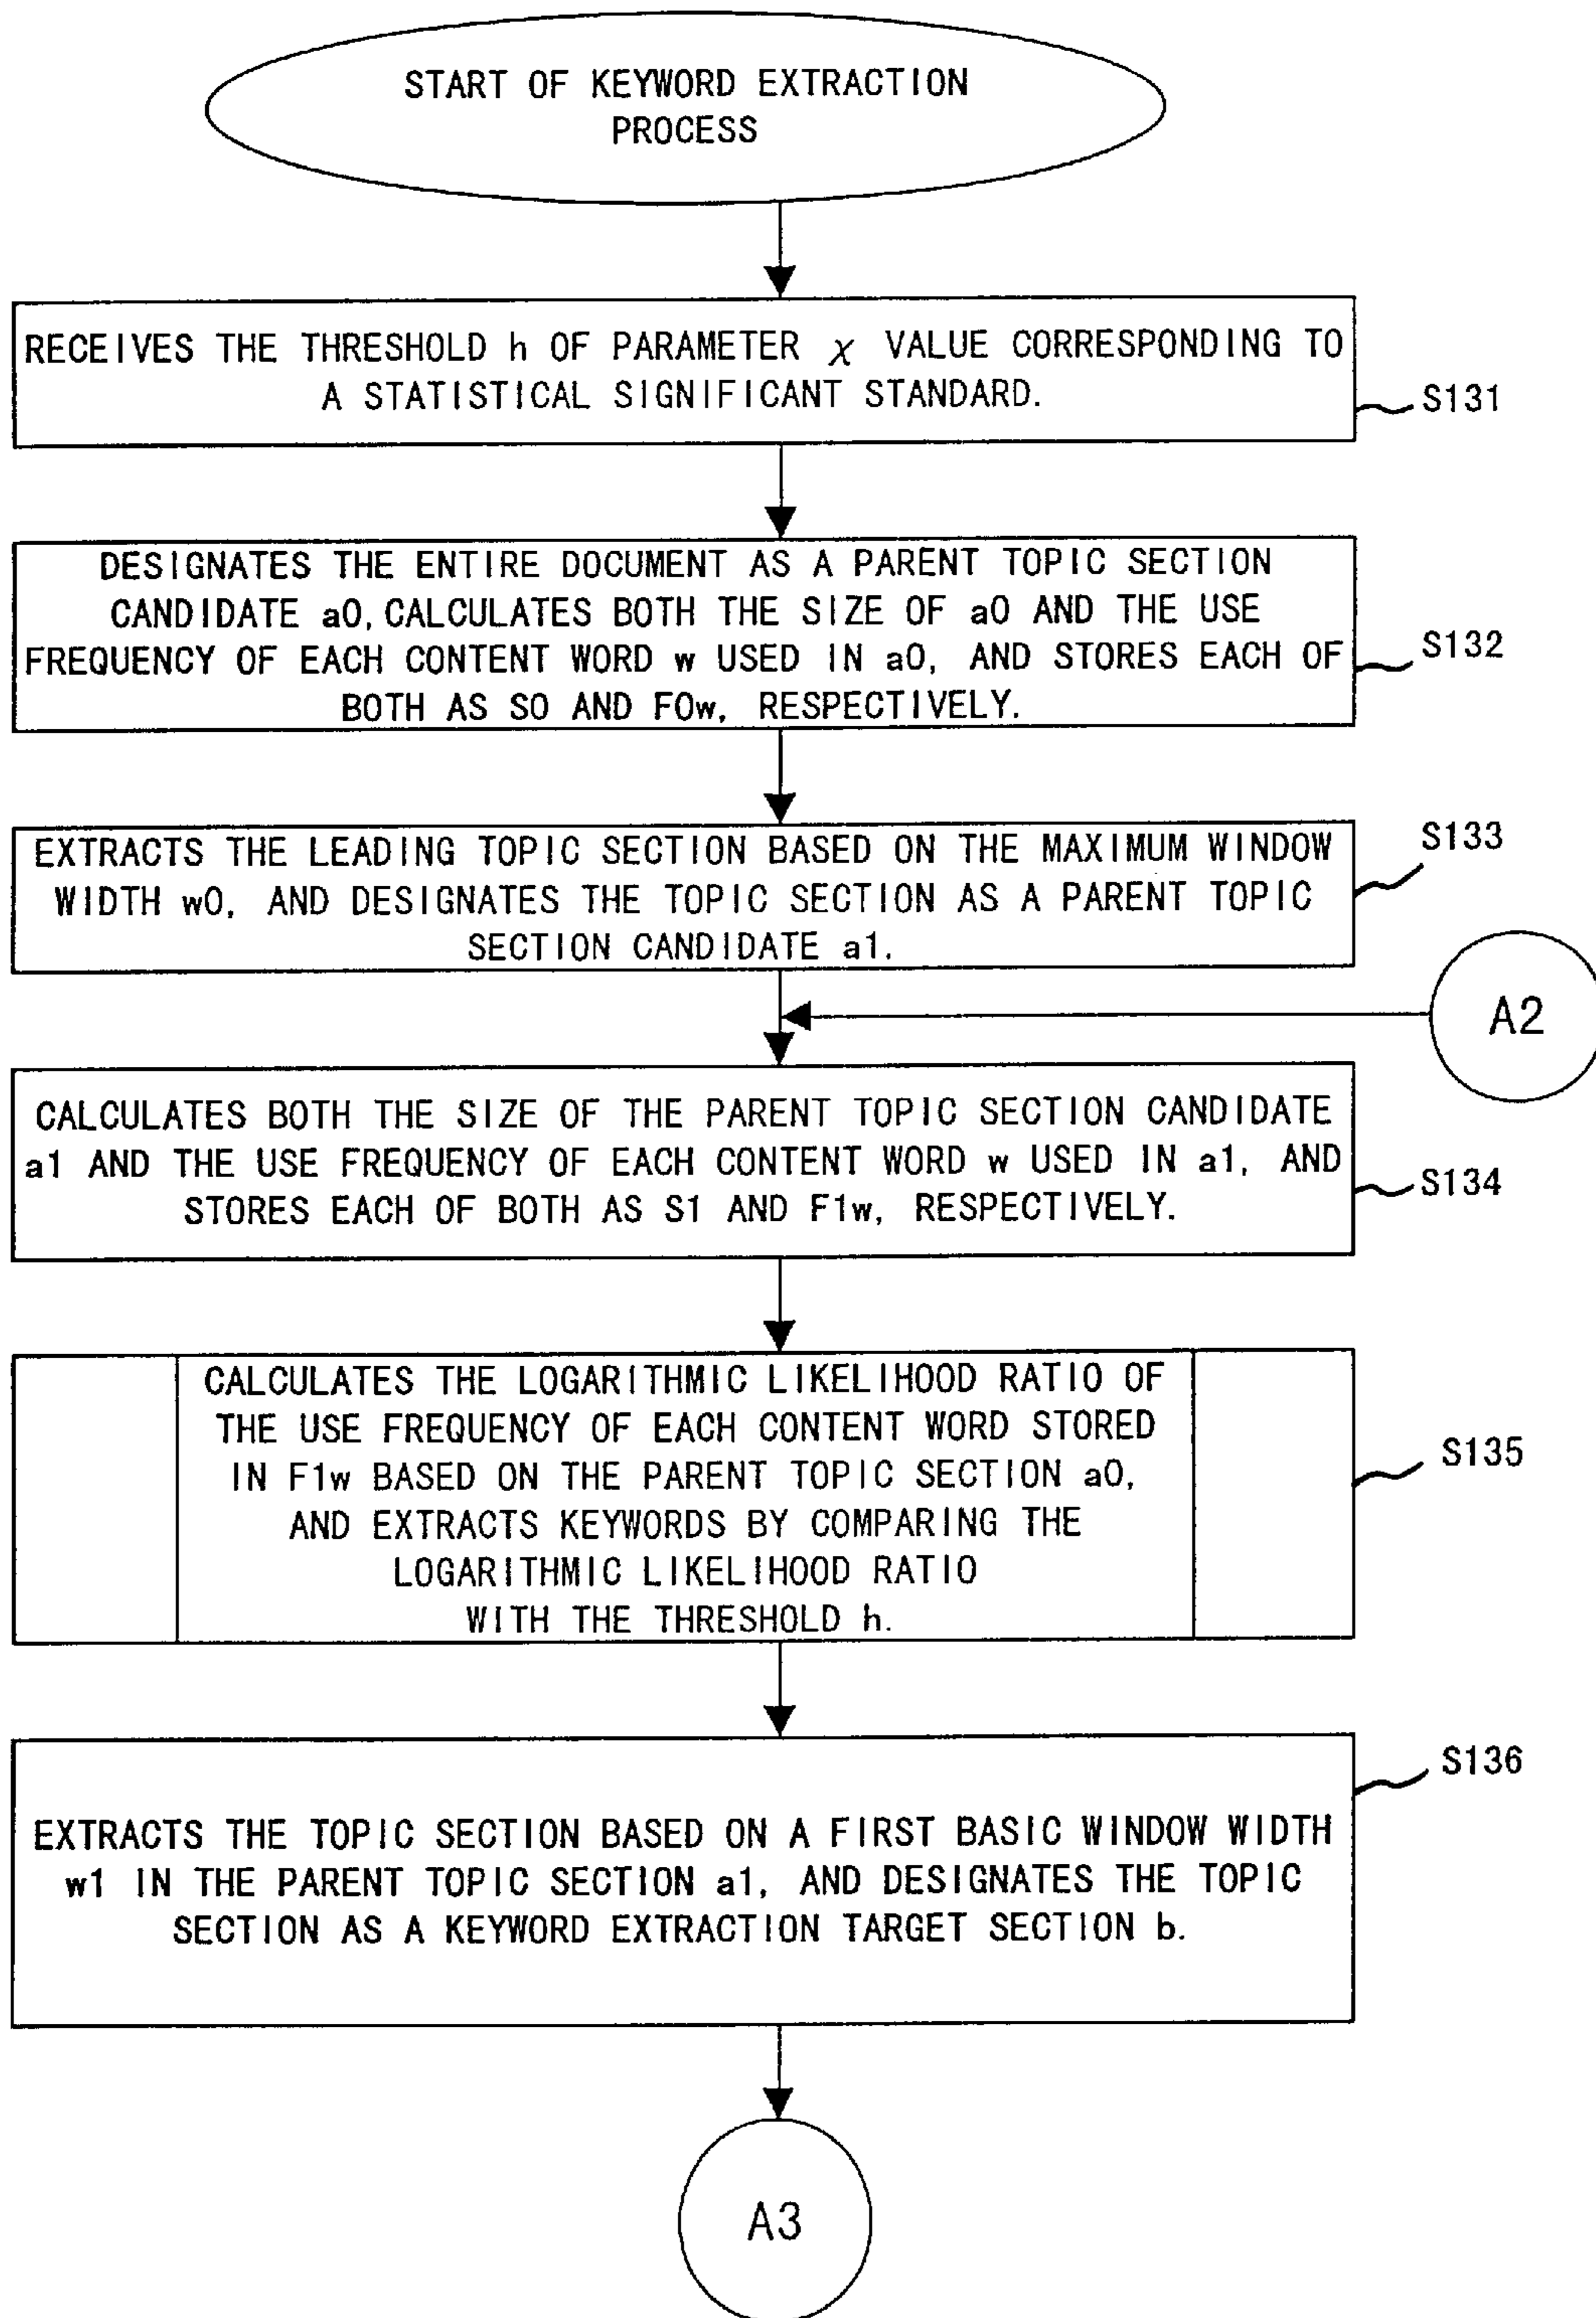 START OF KEYWORD EXTRACTION
PROCESS
RECEIVES THE THRESHOLD h OF PARAMETER χ VALUE CORRESPONDING TO
A STATISTICAL SIGNIFICANT STANDARD.
S131
DESIGNATES THE ENTIRE DOCUMENT AS A PARENT TOPIC SECTION
CANDIDATE a0, CALCULATES BOTH THE SIZE OF a0 AND THE USE
FREQUENCY OF EACH CONTENT WORD w USED IN a0, AND STORES EACH OF
BOTH AS S0 AND F0w, RESPECTIVELY.
S132
EXTRACTS THE LEADING TOPIC SECTION BASED ON THE MAXIMUM WINDOW
WIDTH w0, AND DESIGNATES THE TOPIC SECTION AS A PARENT TOPIC
SECTION CANDIDATE a1.
S133
A2
CALCULATES BOTH THE SIZE OF THE PARENT TOPIC SECTION CANDIDATE
a1 AND THE USE FREQUENCY OF EACH CONTENT WORD w USED IN a1, AND
STORES EACH OF BOTH AS S1 AND F1w, RESPECTIVELY.
S134
CALCULATES THE LOGARITHMIC LIKELIHOOD RATIO OF
THE USE FREQUENCY OF EACH CONTENT WORD STORED
IN F1w BASED ON THE PARENT TOPIC SECTION a0,
AND EXTRACTS KEYWORDS BY COMPARING THE
LOGARITHMIC LIKELIHOOD RATIO
WITH THE THRESHOLD h.
S135
EXTRACTS THE TOPIC SECTION BASED ON A FIRST BASIC WINDOW WIDTH
w1 IN THE PARENT TOPIC SECTION a1, AND DESIGNATES THE TOPIC
SECTION AS A KEYWORD EXTRACTION TARGET SECTION b.
S136
A3